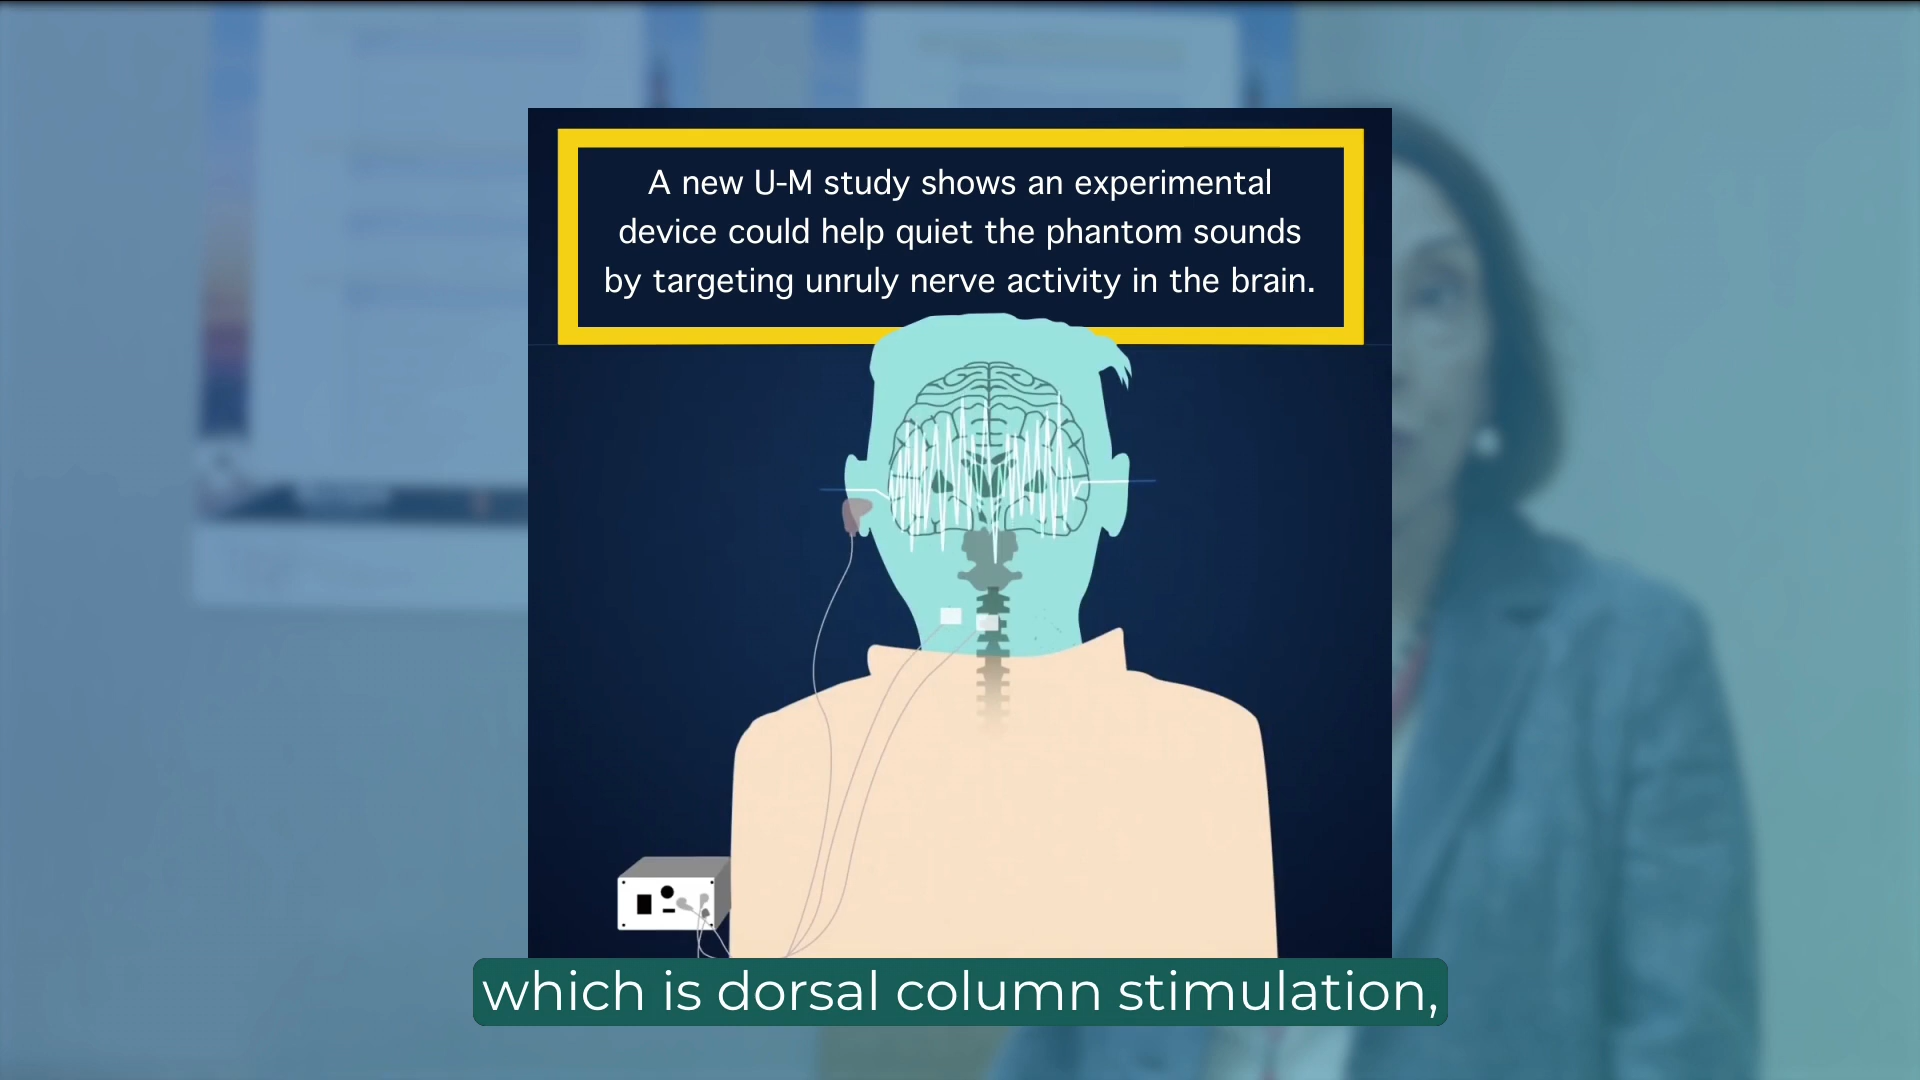 A new U-M study shows an experimental
device could help quiet the phantom sounds
by targeting unruly nerve activity in the brain.
which is dorsal column stimulation,